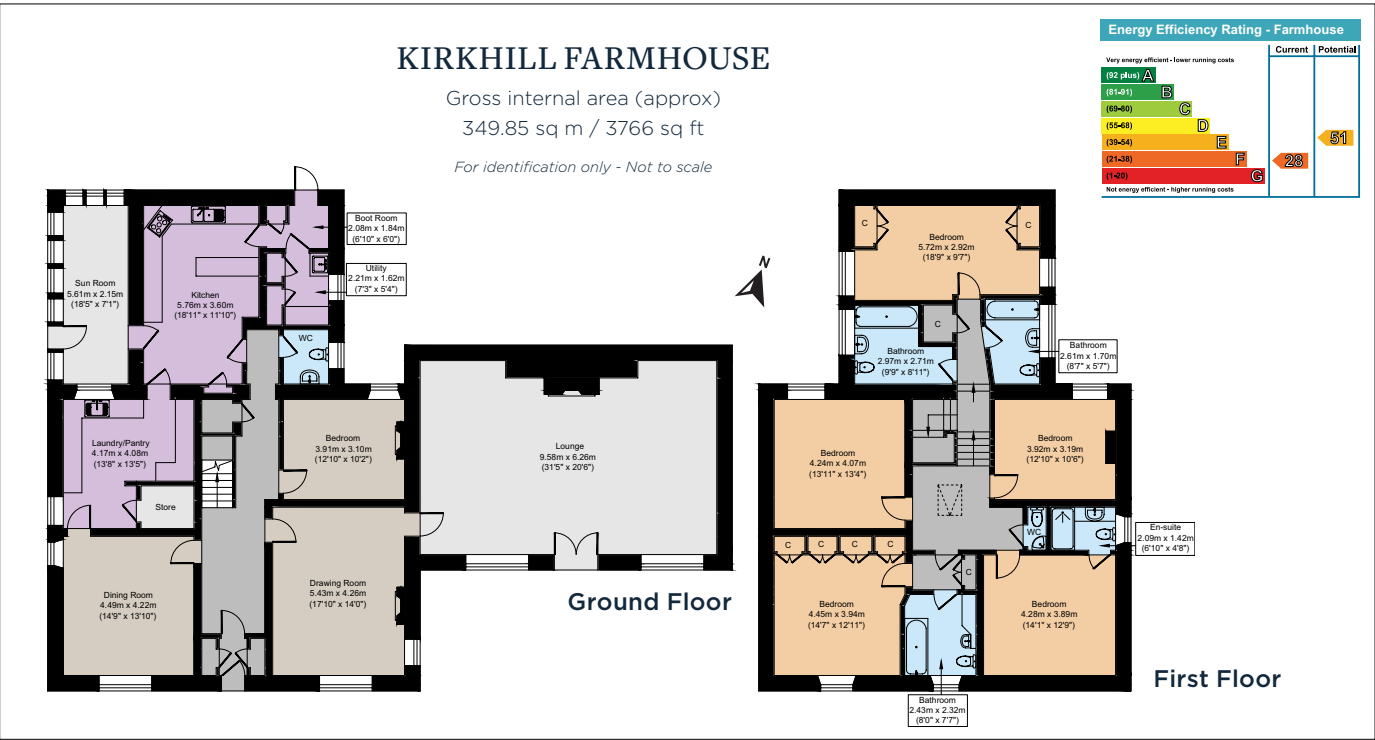 KIRKHILL FARMHOUSE
Gross internal area (approx)
349.85 sq m / 3766 sq ft
For identification only - Not to scale
Energy Efficiency Rating - Farmhouse
Current
Potential
Very energy efficient - lower running costs
(92 plus) A
(81-91) B
(69-80) C
(55-68) D
(39-54) E
(21-38) F
(1-20) G
28
51
Not energy efficient - higher running costs
Boot Room
2.08m x 1.84m
(6'10" x 6'0")
Utility
2.21m x 1.62m
(7'3" x 5'4")
Sun Room
5.61m x 2.15m
(18'5" x 7'1")
Kitchen
5.76m x 3.60m
(18'11" x 11'10")
WC
Laundry/Pantry
4.17m x 4.08m
(13'8" x 13'5")
Store
Bedroom
3.91m x 3.10m
(12'10" x 10'2")
Lounge
9.58m x 6.26m
(31'5" x 20'6")
Dining Room
4.49m x 4.22m
(14'9" x 13'10")
Drawing Room
5.43m x 4.26m
(17'10" x 14'0")
Ground Floor
N
C
C
Bedroom
5.72m x 2.92m
(18'9" x 9'7")
C
Bathroom
2.97m x 2.71m
(9'9" x 8'11")
Bathroom
2.61m x 1.70m
(8'7" x 5'7")
Bedroom
4.24m x 4.07m
(13'11" x 13'4")
Bedroom
3.92m x 3.19m
(12'10" x 10'6")
WC
En-suite
2.09m x 1.42m
(6'10" x 4'8")
C
C
C
C
C
Bedroom
4.45m x 3.94m
(14'7" x 12'11")
Bedroom
4.28m x 3.89m
(14'1" x 12'9")
Bathroom
2.43m x 2.32m
(8'0" x 7'7")
First Floor